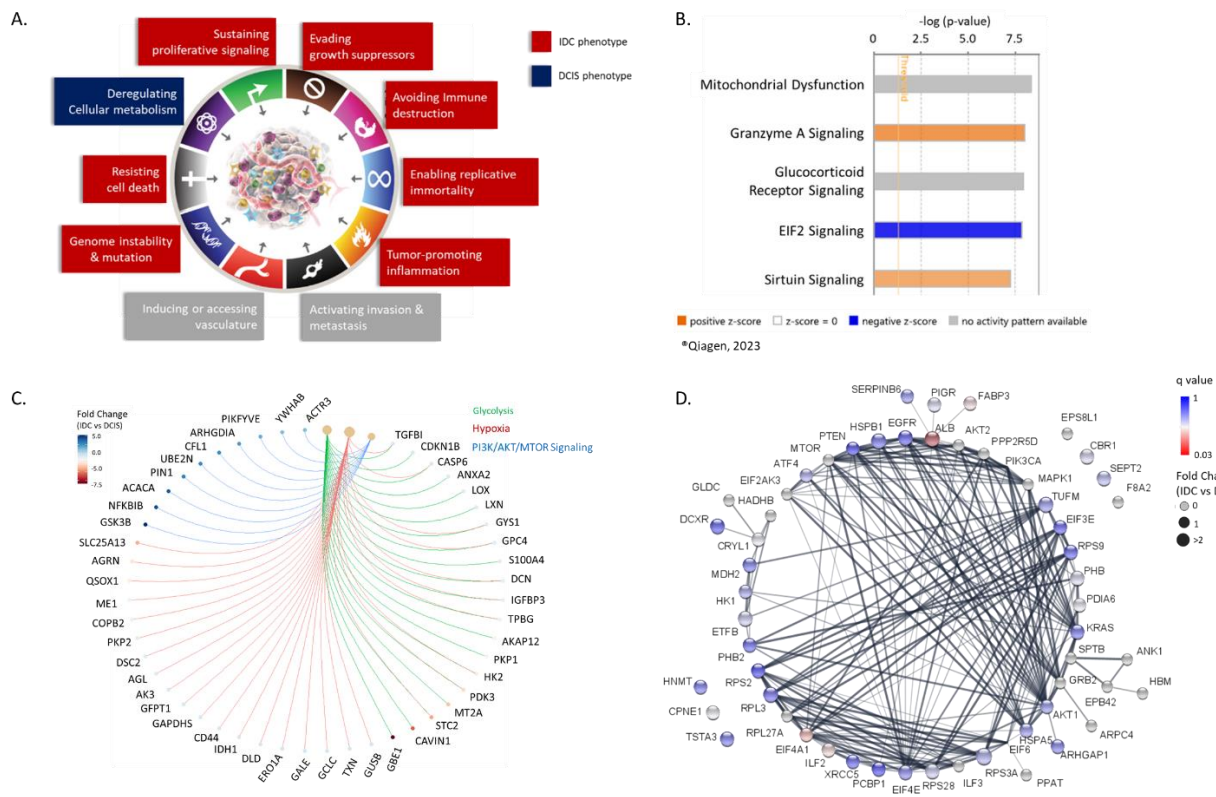 A.
Sustaining
proliferative signaling
Evading
growth suppressors
Deregulating
Cellular metabolism
Avoiding Immune
destruction
Resisting
cell death
Enabling replicative
immortality
Genome instability
& mutation
Tumor-promoting
inflammation
Inducing or accessing
vasculature
Activating invasion &
metastasis
IDC phenotype
DCIS phenotype
B.
-log (p-value)
0
2.5
5.0
7.5
Threshold
Mitochondrial Dysfunction
Granzyme A Signaling
Glucocorticoid
Receptor Signaling
EIF2 Signaling
Sirtuin Signaling
positive z-score
z-score = 0
negative z-score
no activity pattern available
®Qiagen, 2023
C.
Fold Change
(IDC vs DCIS)
5.0
2.5
0.0
-2.5
-5.0
-7.5
Glycolysis
Hypoxia
PI3K/AKT/MTOR Signaling
ACTR3
YWHAB
PIKFYVE
ARHGDIA
CFL1
UBE2N
PIN1
ACACA
NFKBIB
GSK3B
SLC25A13
AGRN
QSOX1
ME1
COPB2
PKP2
DSC2
AGL
AK3
GFPT1
GAPDHS
CD44
IDH1
DLD
ERO1A
GALE
GCLC
TXN
GUSB
GBE1
CAVIN1
STC2
MT2A
PDK3
HK2
PKP1
AKAP12
TPBG
IGFBP3
DCN
S100A4
GPC4
GYS1
LXN
LOX
ANXA2
CASP6
CDKN1B
TGFBI
D.
q value
1
0.03
Fold Chan
(IDC vs D
0
1
>2
SERPINB6
PIGR
FABP3
PTEN
HSPB1
EGFR
ALB
AKT2
PPP2R5D
PIK3CA
MAPK1
EPS8L1
CBR1
SEPT2
F8A2
MTOR
ATF4
EIF2AK3
HADHB
GLDC
DCXR
CRYL1
MDH2
HK1
ETFB
PHB2
RPS2
RPL3
RPL27A
EIF4A1
ILF2
XRCC5
PCBP1
EIF4E
RPS28
ILF3
RPS3A
PPAT
EIF6
HSPA5
ARHGAP1
AKT1
ARPC4
GRB2
EPB42
HBM
ANK1
SPTB
KRAS
PDIA6
PHB
RPS9
EIF3E
TUFM
HNMT
CPNE1
TSTA3